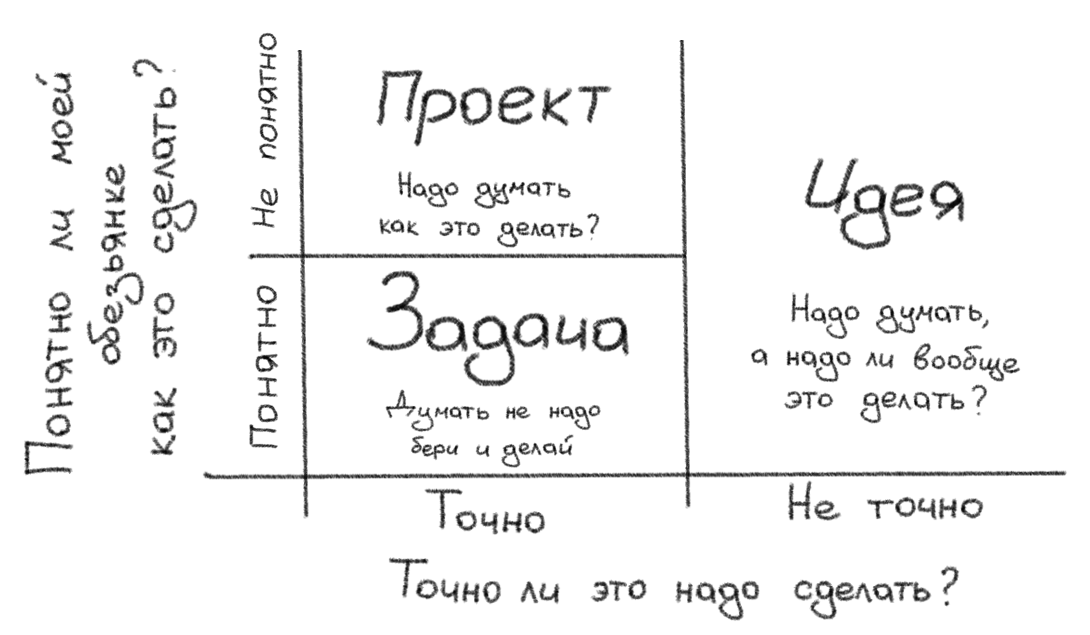 Понятно ли моей
обезьянке
как это сделать?
Не понятно
Проект
Надо думать
как это делать?
Понятно
Задача
Думать не надо
бери и делай
Идея
Надо думать,
а надо ли вообще
это делать?
Точно
Не точно
Точно ли это надо сделать?